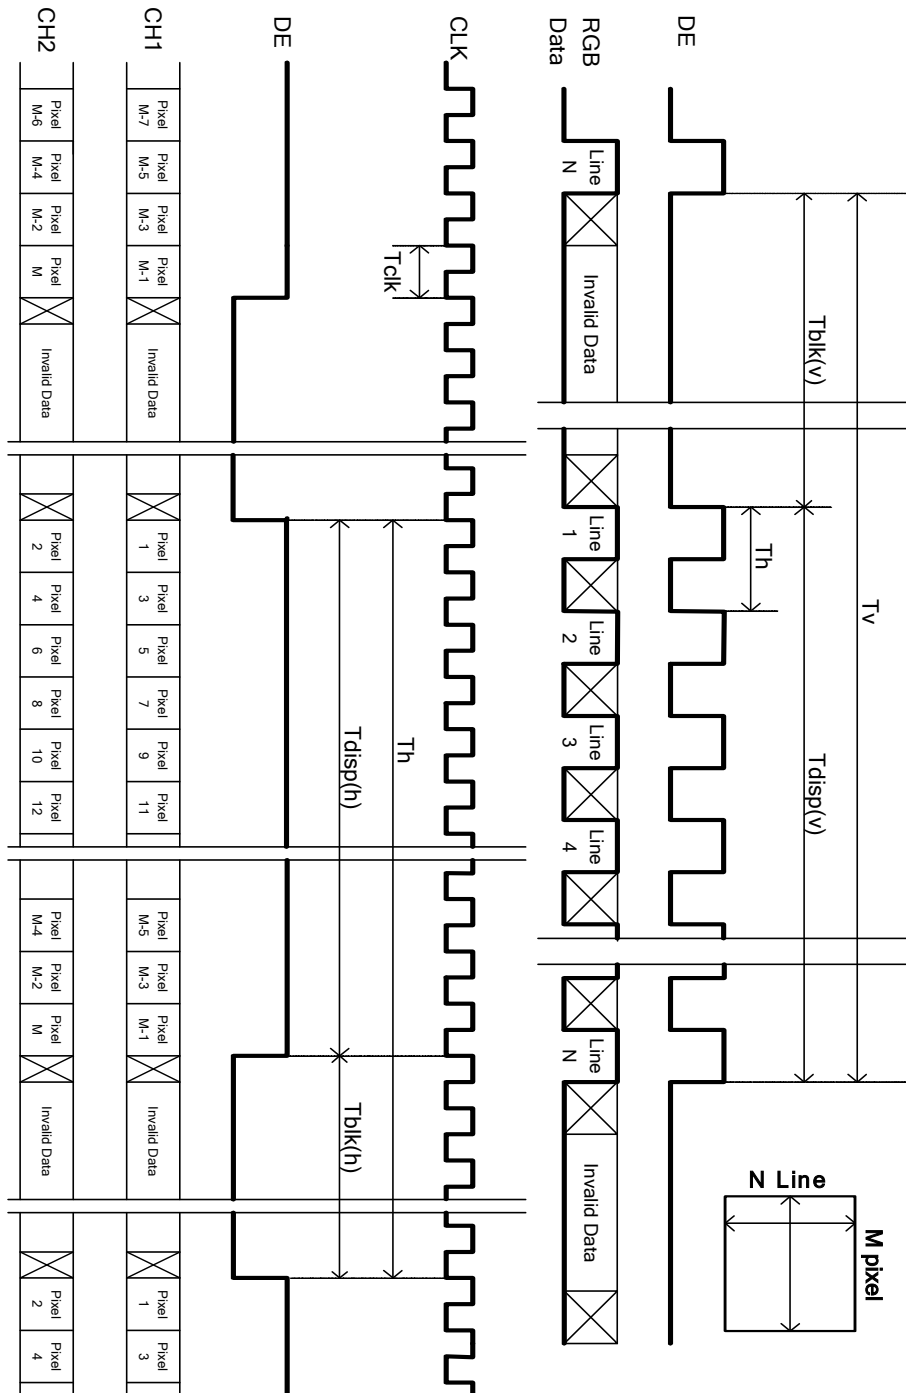 Tv
Tblk(v)
Tdisp(v)
Th
DE
RGB
Data
Line
N
Invalid Data
Line
1
Line
2
Line
3
Line
4
Line
N
Invalid Data
M pixel
N Line
CLK
Tclk
Th
Tdisp(h)
Tblk(h)
DE
CH1
Pixel
M-7
Pixel
M-5
Pixel
M-3
Pixel
M-1
Invalid Data
Pixel
1
Pixel
3
Pixel
5
Pixel
7
Pixel
9
Pixel
11
Pixel
M-5
Pixel
M-3
Pixel
M-1
Invalid Data
Pixel
1
Pixel
3
CH2
Pixel
M-6
Pixel
M-4
Pixel
M-2
Pixel
M
Invalid Data
Pixel
2
Pixel
4
Pixel
6
Pixel
8
Pixel
10
Pixel
12
Pixel
M-4
Pixel
M-2
Pixel
M
Invalid Data
Pixel
2
Pixel
4